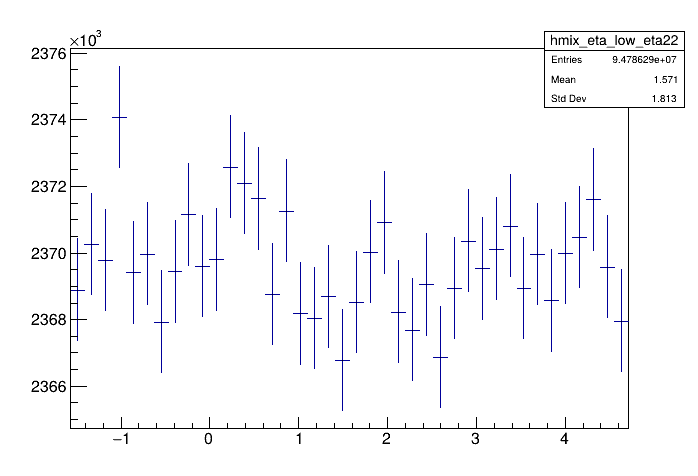 ×10³
hmix_eta_low_eta22
Entries 9.478629e+07
Mean 1.571
Std Dev 1.813
2376
2374
2372
2370
2368
2366
−1 0 1 2 3 4